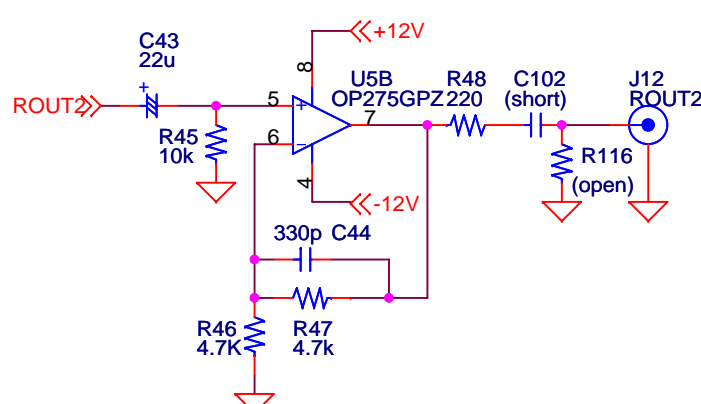 C43
22u
+
ROUT2
R45
10k
5
6
+
-
8
4
+12V
-12V
U5B
OP275GPZ
7
R48
220
C102
(short)
J12
ROUT2
R116
(open)
330p C44
R46
4.7K
R47
4.7k